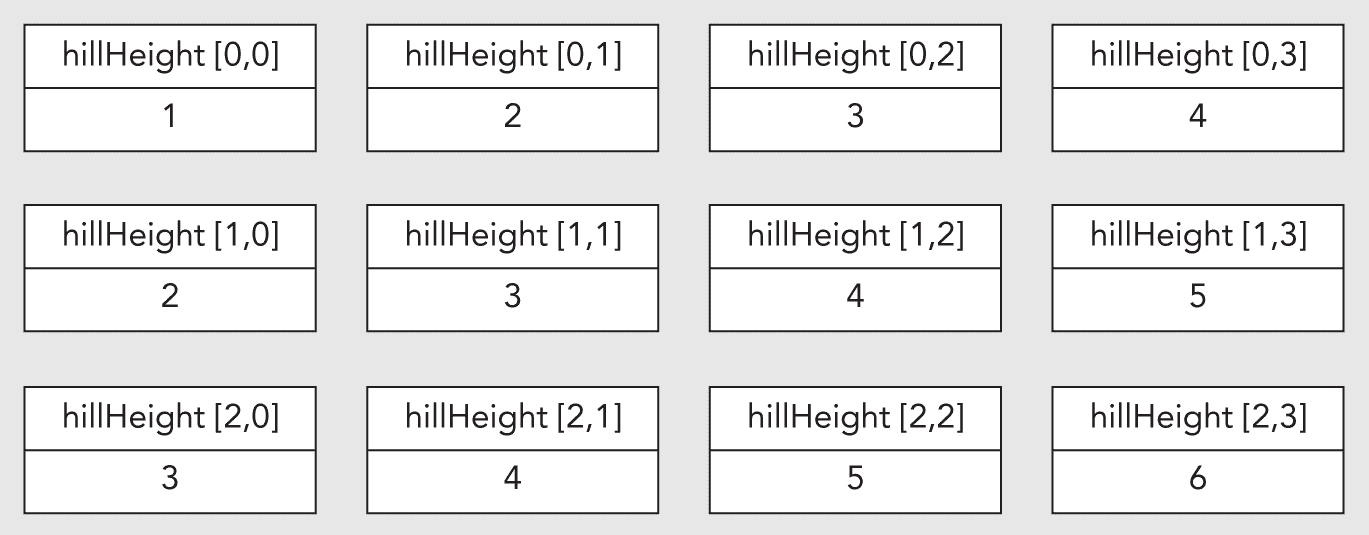 hillHeight [0,0] hillHeight [0,1] hillHeight [0,2] hillHeight [0,3]
1 2 3 4
hillHeight [1,0] hillHeight [1,1] hillHeight [1,2] hillHeight [1,3]
2 3 4 5
hillHeight [2,0] hillHeight [2,1] hillHeight [2,2] hillHeight [2,3]
3 4 5 6